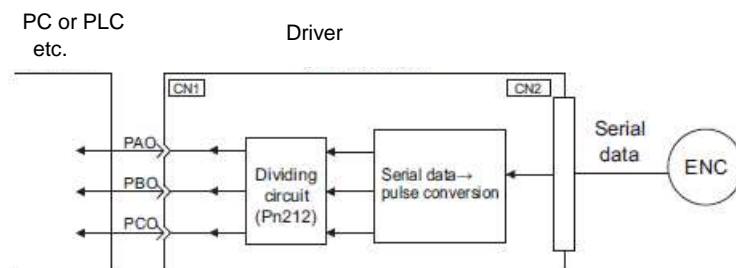 PC or PLC
etc.
Driver
CN1
CN2
PAO
PBO
PCO
Dividing
circuit
(Pn212)
Serial data→
pulse conversion
Serial
data
ENC